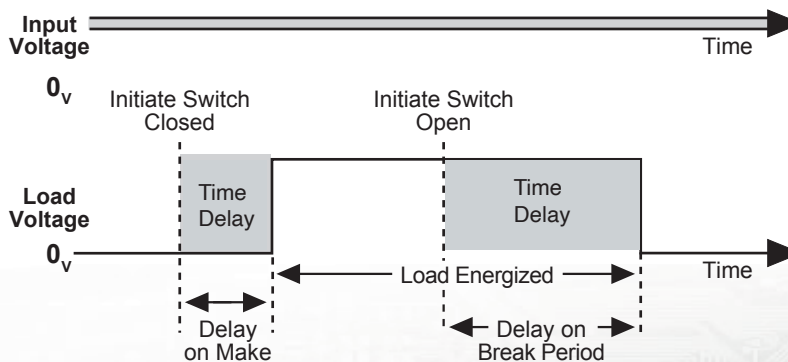 Input
Voltage
Time
0v
Initiate Switch
Closed
Initiate Switch
Open
Load
Voltage
Time
Delay
Time
Delay
0v
Load Energized
Time
Delay
on Make
Delay on
Break Period